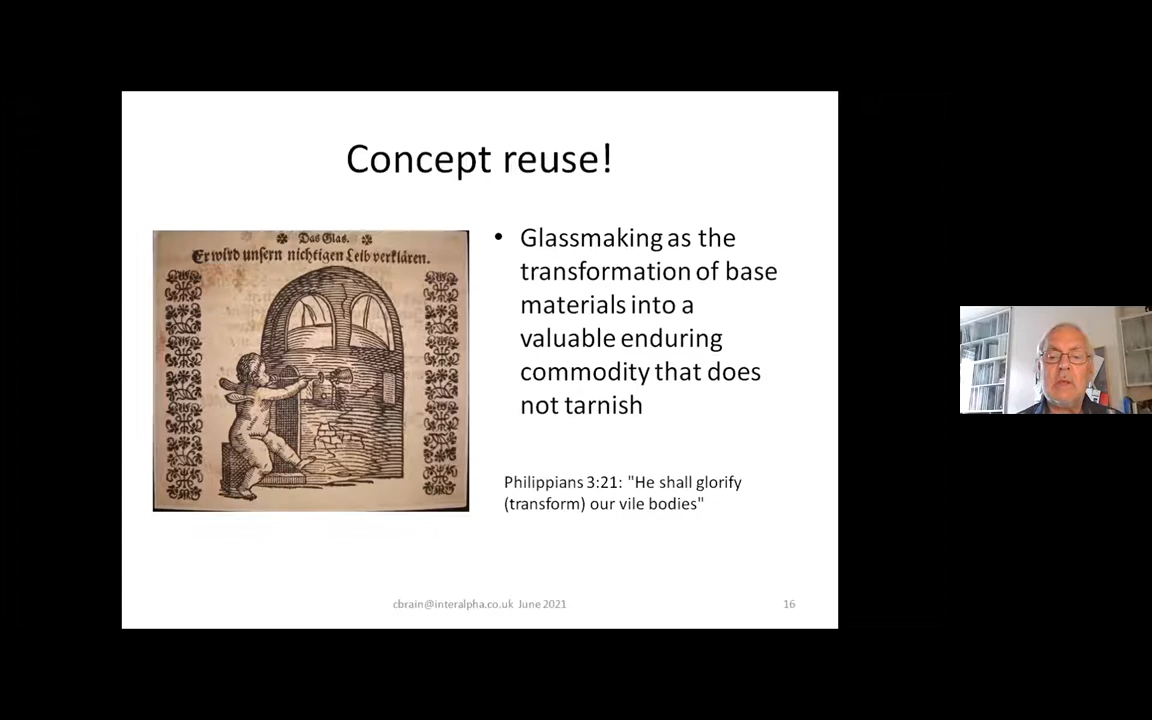 Concept reuse!
Das Glas.
Er wird unsern nichtigen Leib verklären.
• Glassmaking as the
transformation of base
materials into a
valuable enduring
commodity that does
not tarnish
Philippians 3:21: "He shall glorify
(transform) our vile bodies"
cbrain@interalpha.co.uk June 2021
16